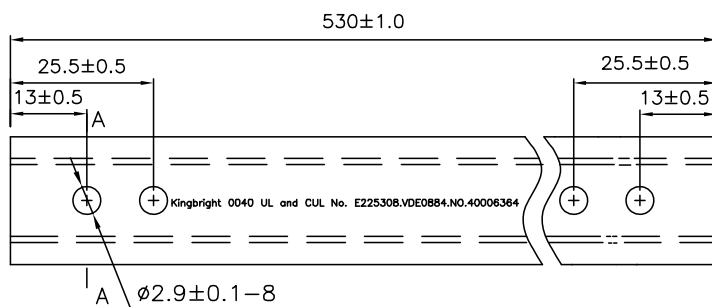 530±1.0
25.5±0.5
25.5±0.5
13±0.5
13±0.5
A
Kingbright 0040 UL and CUL No. E225308.VDE0884.NO.40006364
A
ø2.9±0.1-8